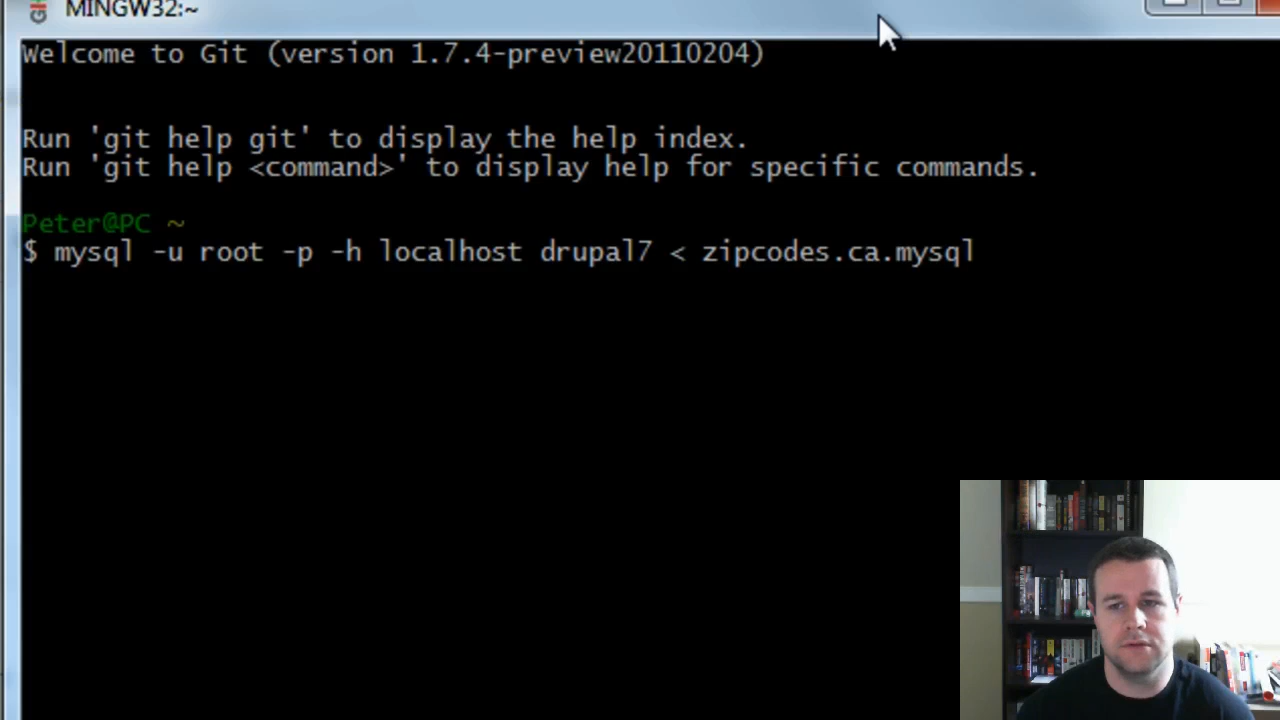 MINGW32:~
Welcome to Git (version 1.7.4-preview20110204)
Run 'git help git' to display the help index.
Run 'git help <command>' to display help for specific commands.
Peter@PC ~
$ mysql -u root -p -h localhost drupal7 < zipcodes.ca.mysql